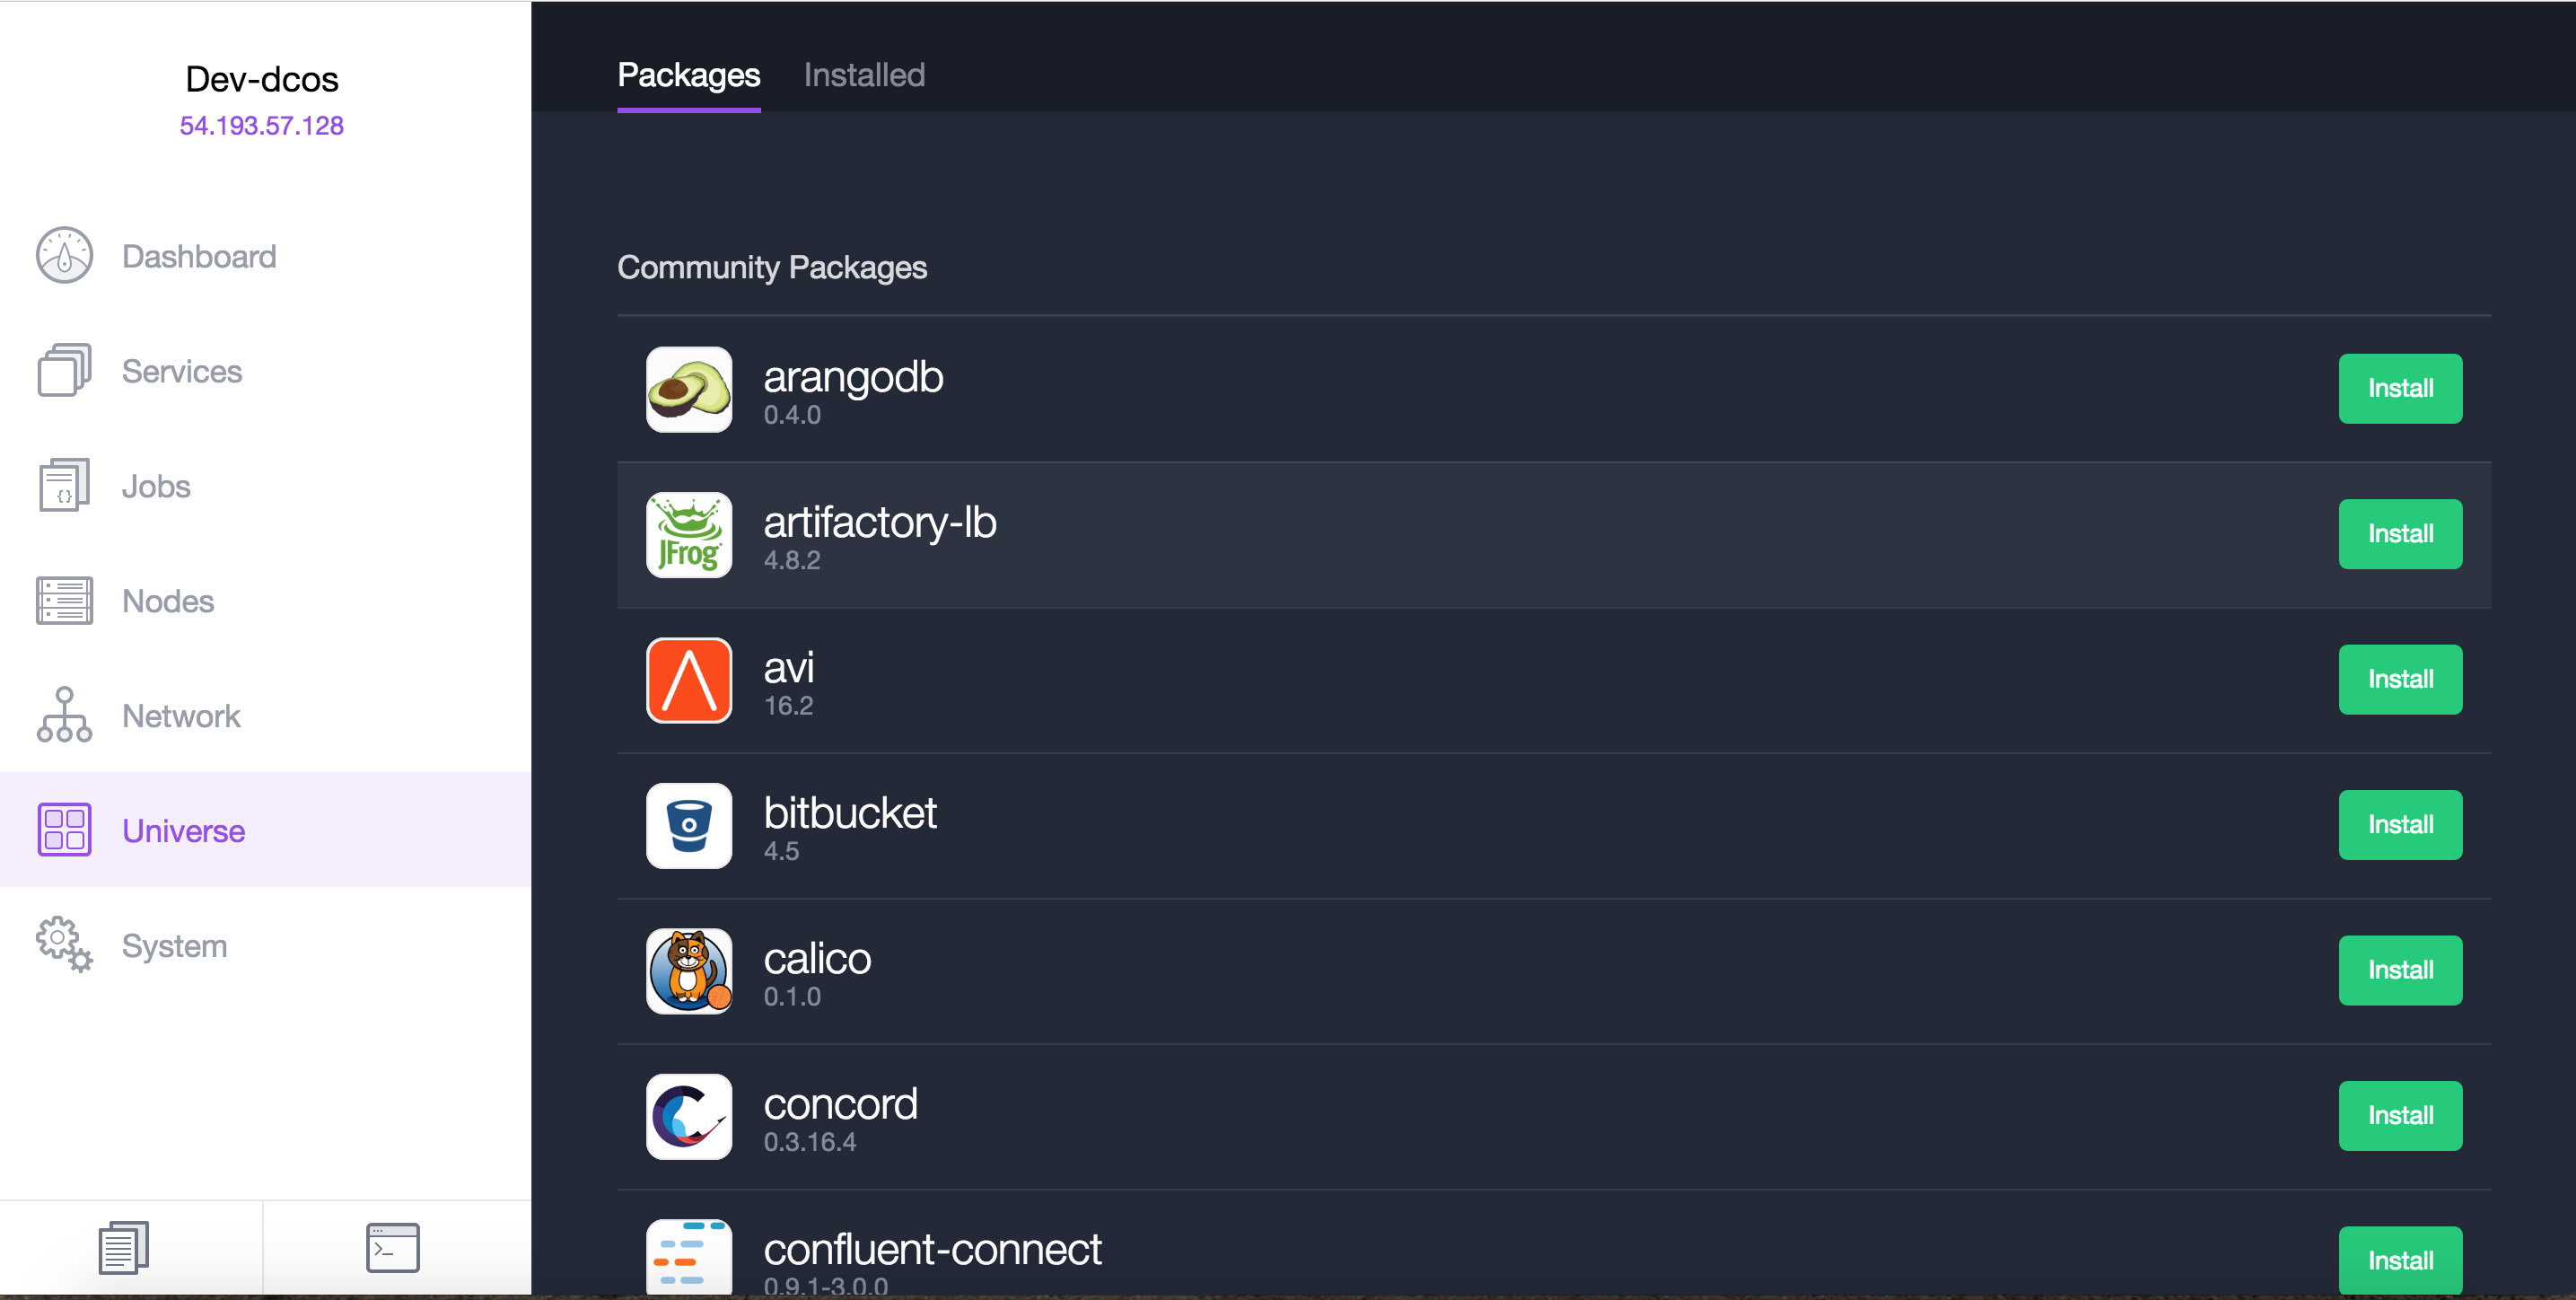 Dev-dcos
54.193.57.128
Dashboard
Services
Jobs
Nodes
Network
Universe
System
Packages Installed
Community Packages
arangodb
0.4.0
Install
JFrog
artifactory-lb
4.8.2
Install
avi
16.2
Install
bitbucket
4.5
Install
calico
0.1.0
Install
concord
0.3.16.4
Install
confluent-connect
0.9.1-3.0.0
Install